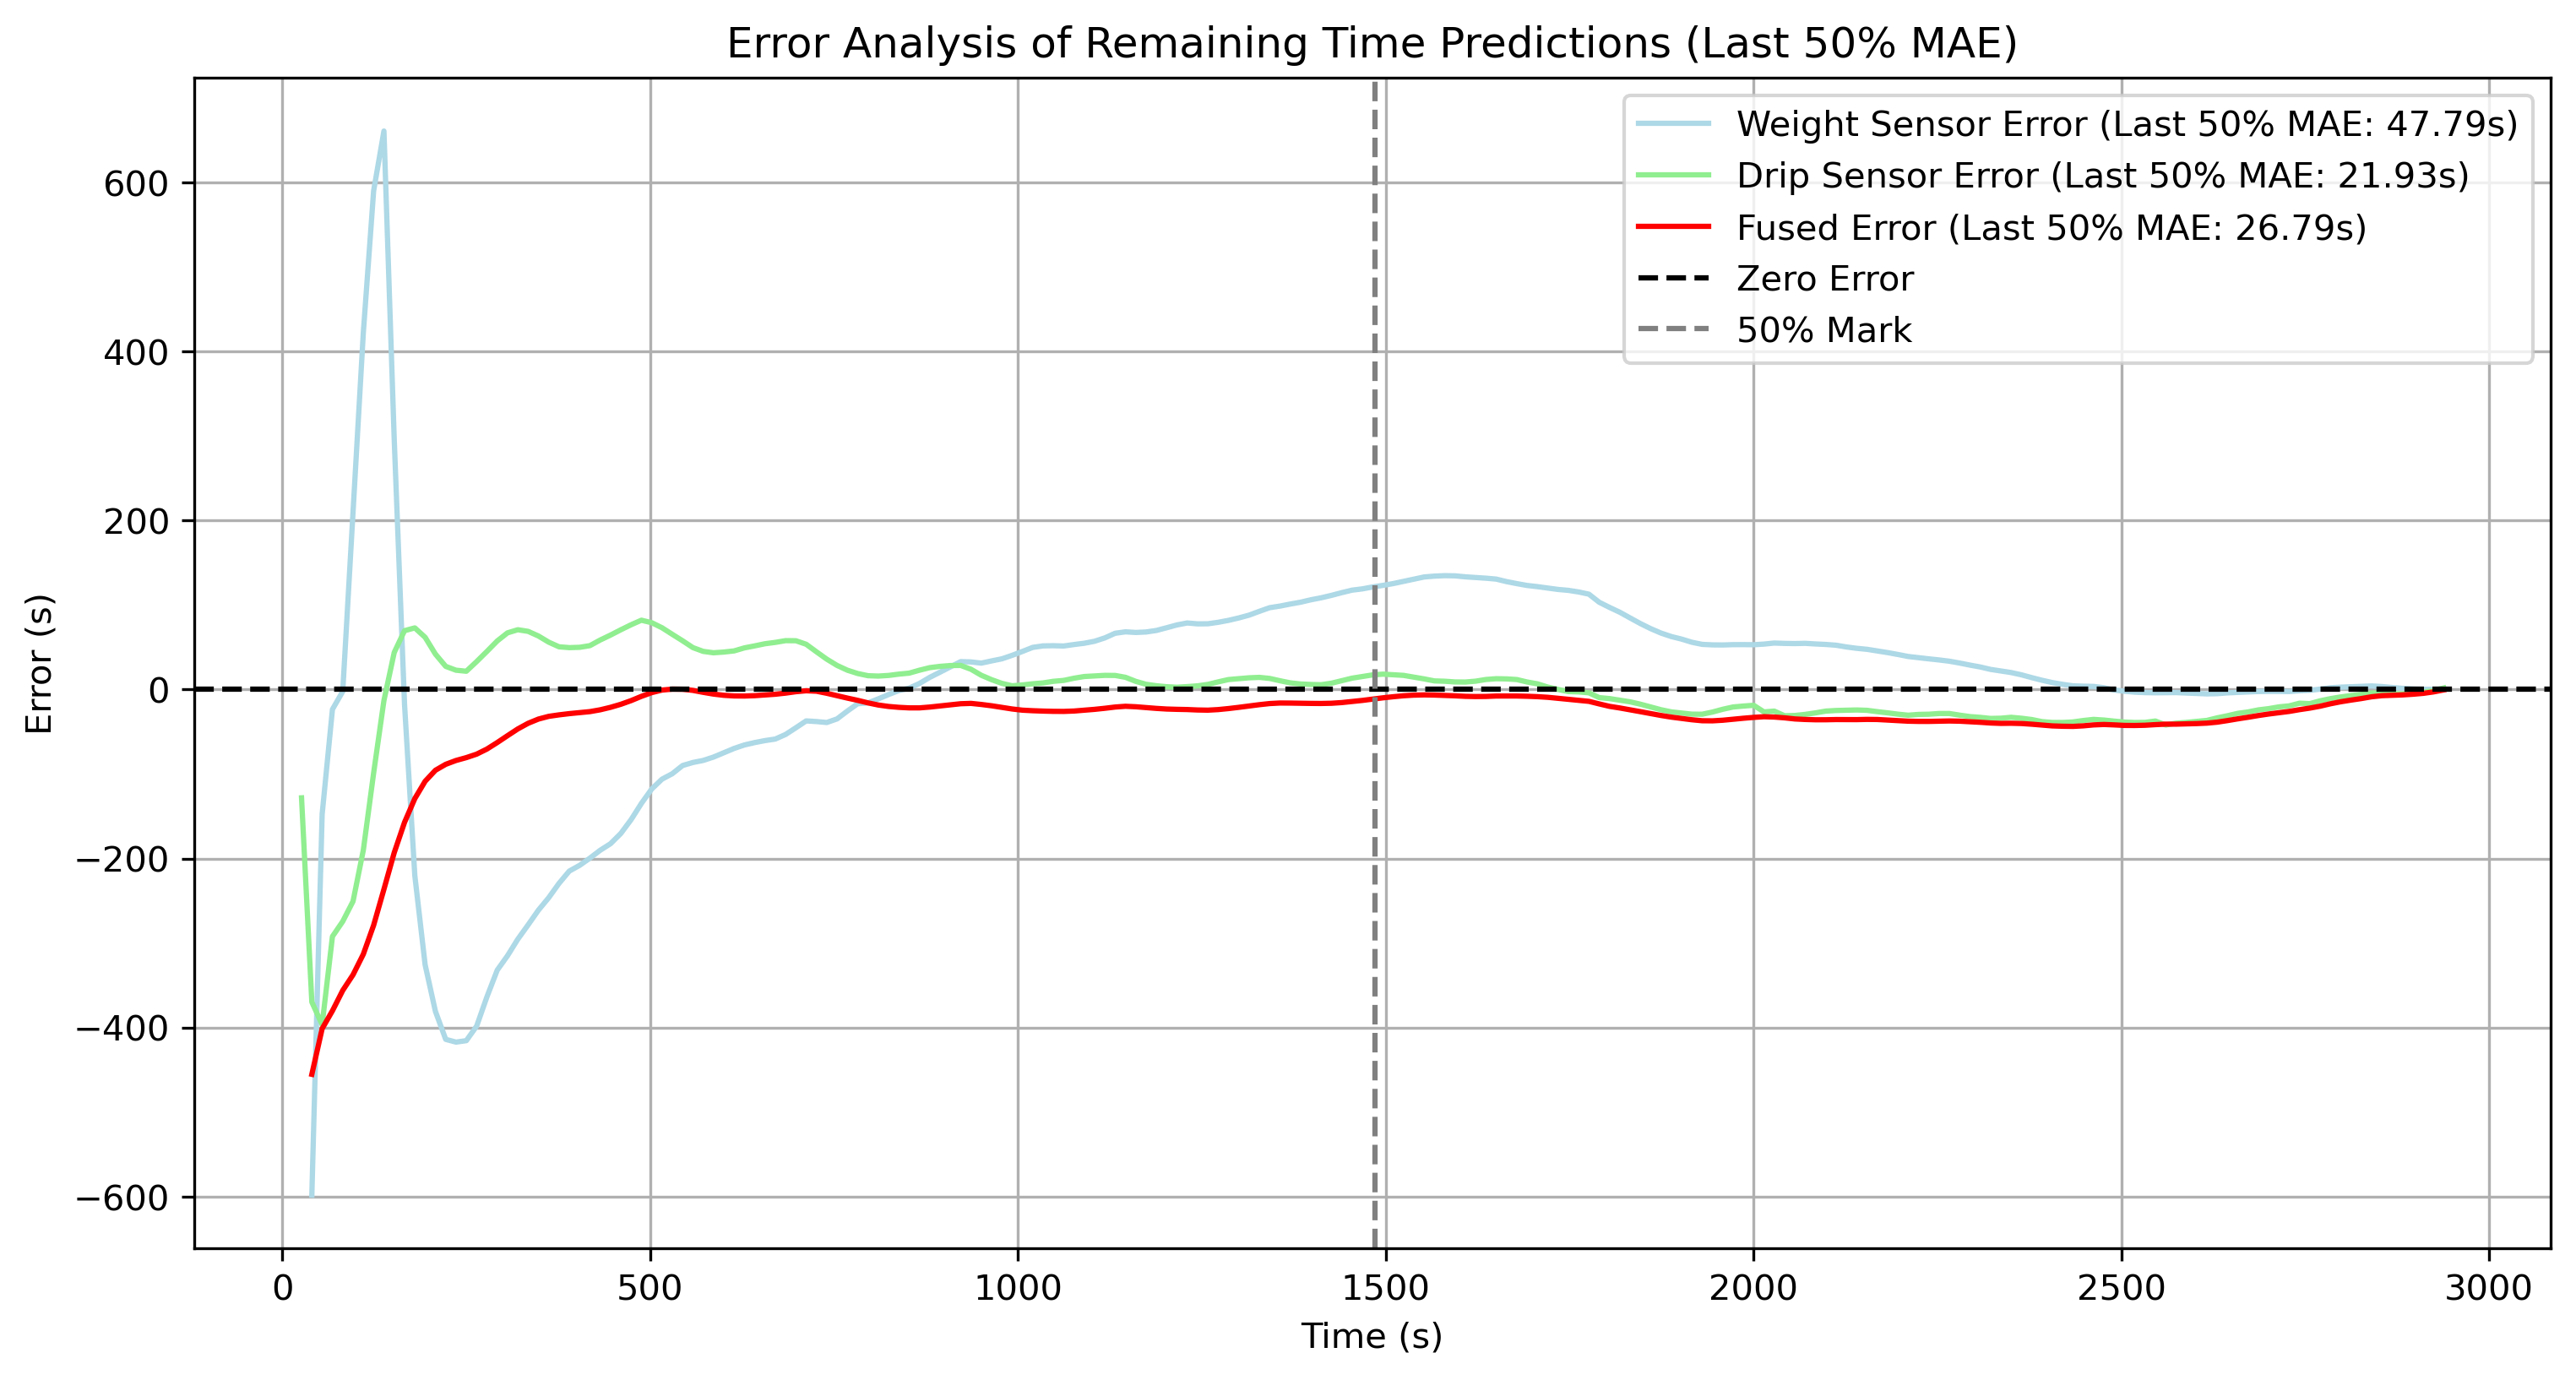 Error Analysis of Remaining Time Predictions (Last 50% MAE)
Weight Sensor Error (Last 50% MAE: 47.79s)
Drip Sensor Error (Last 50% MAE: 21.93s)
Fused Error (Last 50% MAE: 26.79s)
Zero Error
50% Mark
Error (s)
600
400
200
0
−200
−400
−600
0 500 1000 1500 2000 2500 3000
Time (s)